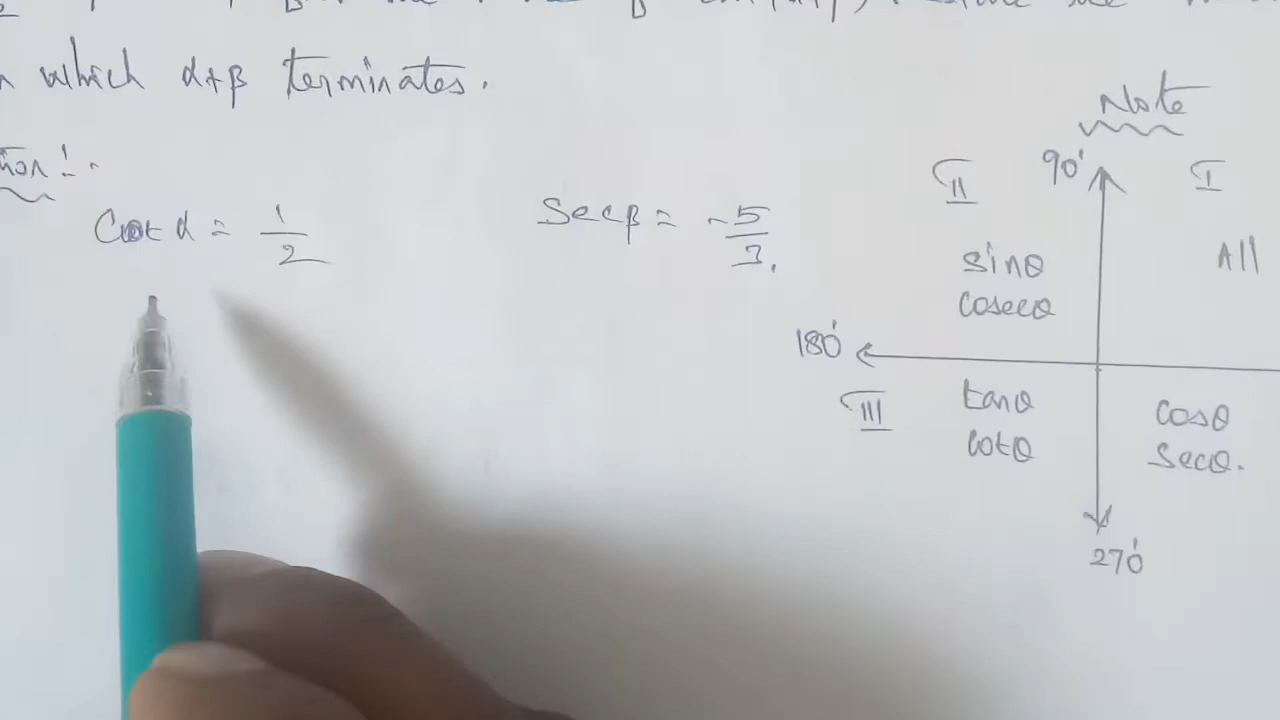 which α+β terminates.
Note
Cot α = 1/2
Sec β = -5/3.
90°
II
I
sinθ
cosecθ
All
180°
III
tanθ
cotθ
cosθ
secθ.
270°